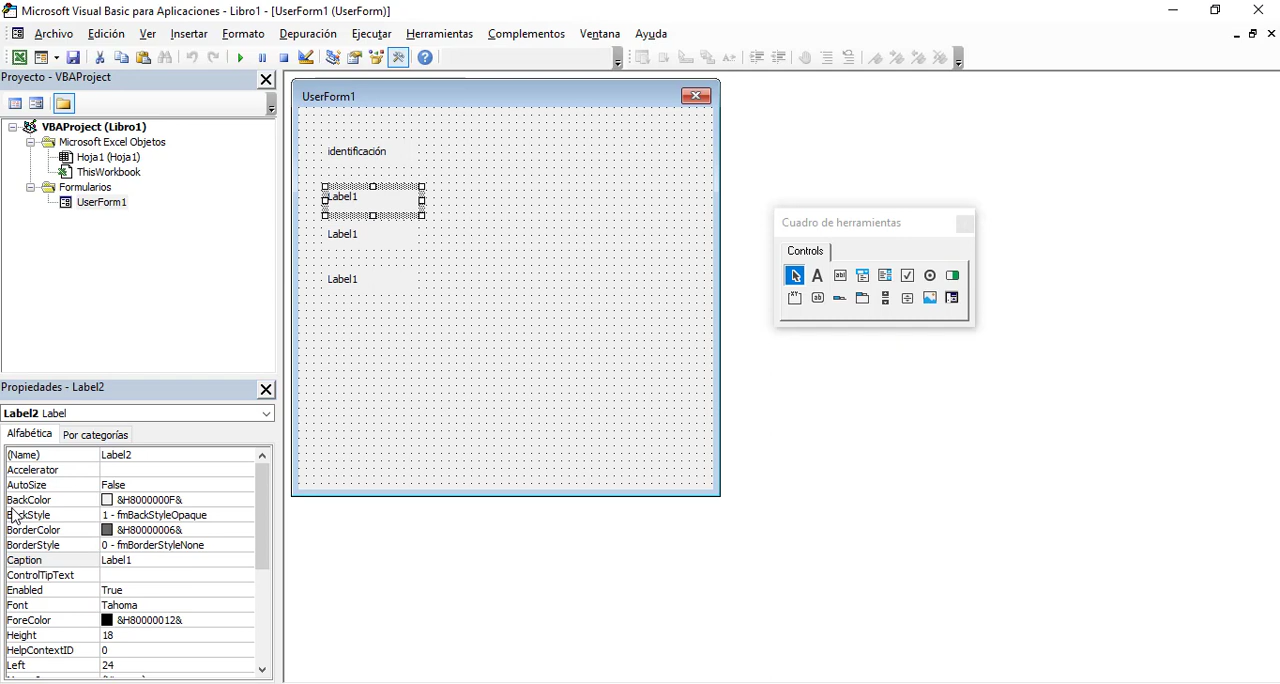 Microsoft Visual Basic para Aplicaciones - Libro1 - [UserForm1 (UserForm)]
Archivo Edición Ver Insertar Formato Depuración Ejecutar Herramientas Complementos Ventana Ayuda
Proyecto - VBAProject
VBAProject (Libro1)
Microsoft Excel Objetos
Hoja1 (Hoja1)
ThisWorkbook
Formularios
UserForm1
Propiedades - Label2
Label2 Label
Alfabética Por categorías
(Name) Label2
Accelerator
AutoSize False
BackColor &H8000000F&
BackStyle 1 - fmBackStyleOpaque
BorderColor &H80000006&
BorderStyle 0 - fmBorderStyleNone
Caption Label1
ControlTipText
Enabled True
Font Tahoma
ForeColor &H80000012&
Height 18
HelpContextID 0
Left 24
UserForm1
identificación
Label1
Label1
Label1
Cuadro de herramientas
Controls